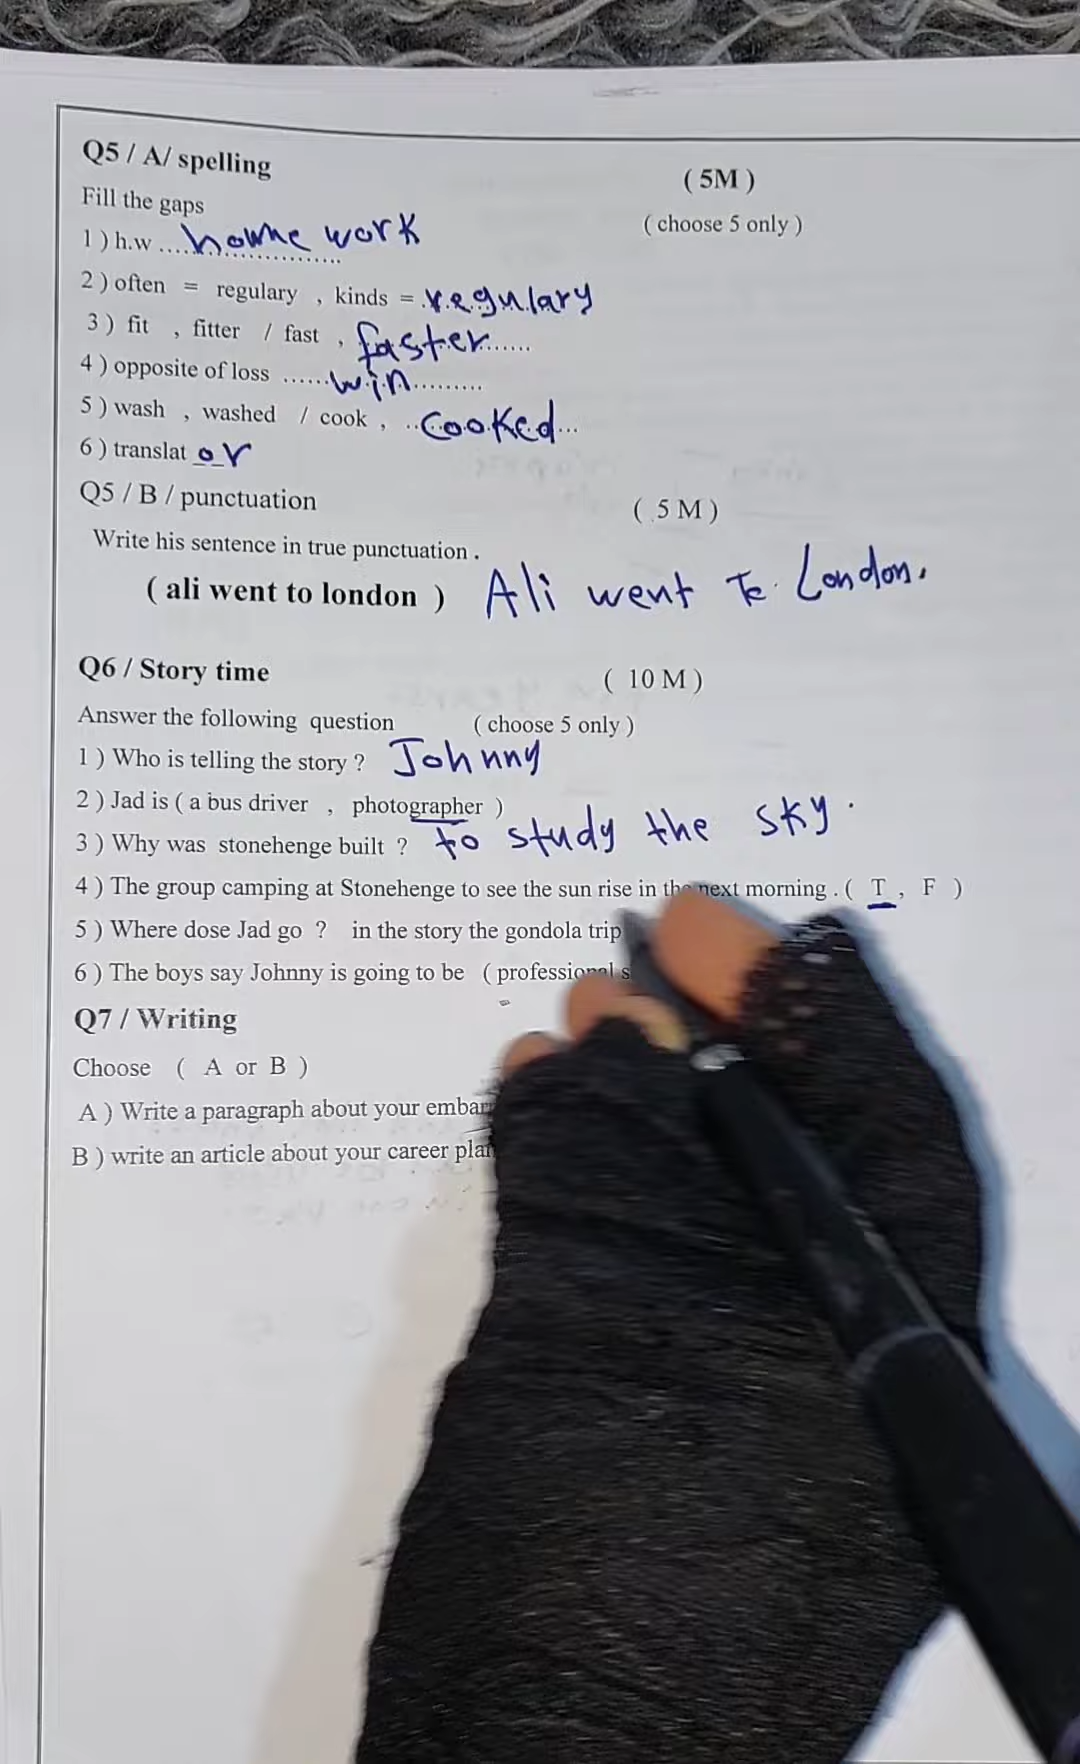 Q5 / A/ spelling ( 5M )
Fill the gaps ( choose 5 only )
1 ) h.w .... home work
2 ) often = regulary , kinds = regulary
3 ) fit , fitter / fast , faster......
4 ) opposite of loss ......win.........
5 ) wash , washed / cook , ..cooked...
6 ) translat or
Q5 / B / punctuation ( 5 M )
Write his sentence in true punctuation .
( ali went to london ) Ali went To London.
Q6 / Story time ( 10 M )
Answer the following question ( choose 5 only )
1 ) Who is telling the story ? Johnny
2 ) Jad is ( a bus driver , photographer )
3 ) Why was stonehenge built ? to study the sky.
4 ) The group camping at Stonehenge to see the sun rise in the next morning . ( T , F )
5 ) Where dose Jad go ? in the story the gondola trip
6 ) The boys say Johnny is going to be ( professional
Q7 / Writing
Choose ( A or B )
A ) Write a paragraph about your
B ) write an article about your career